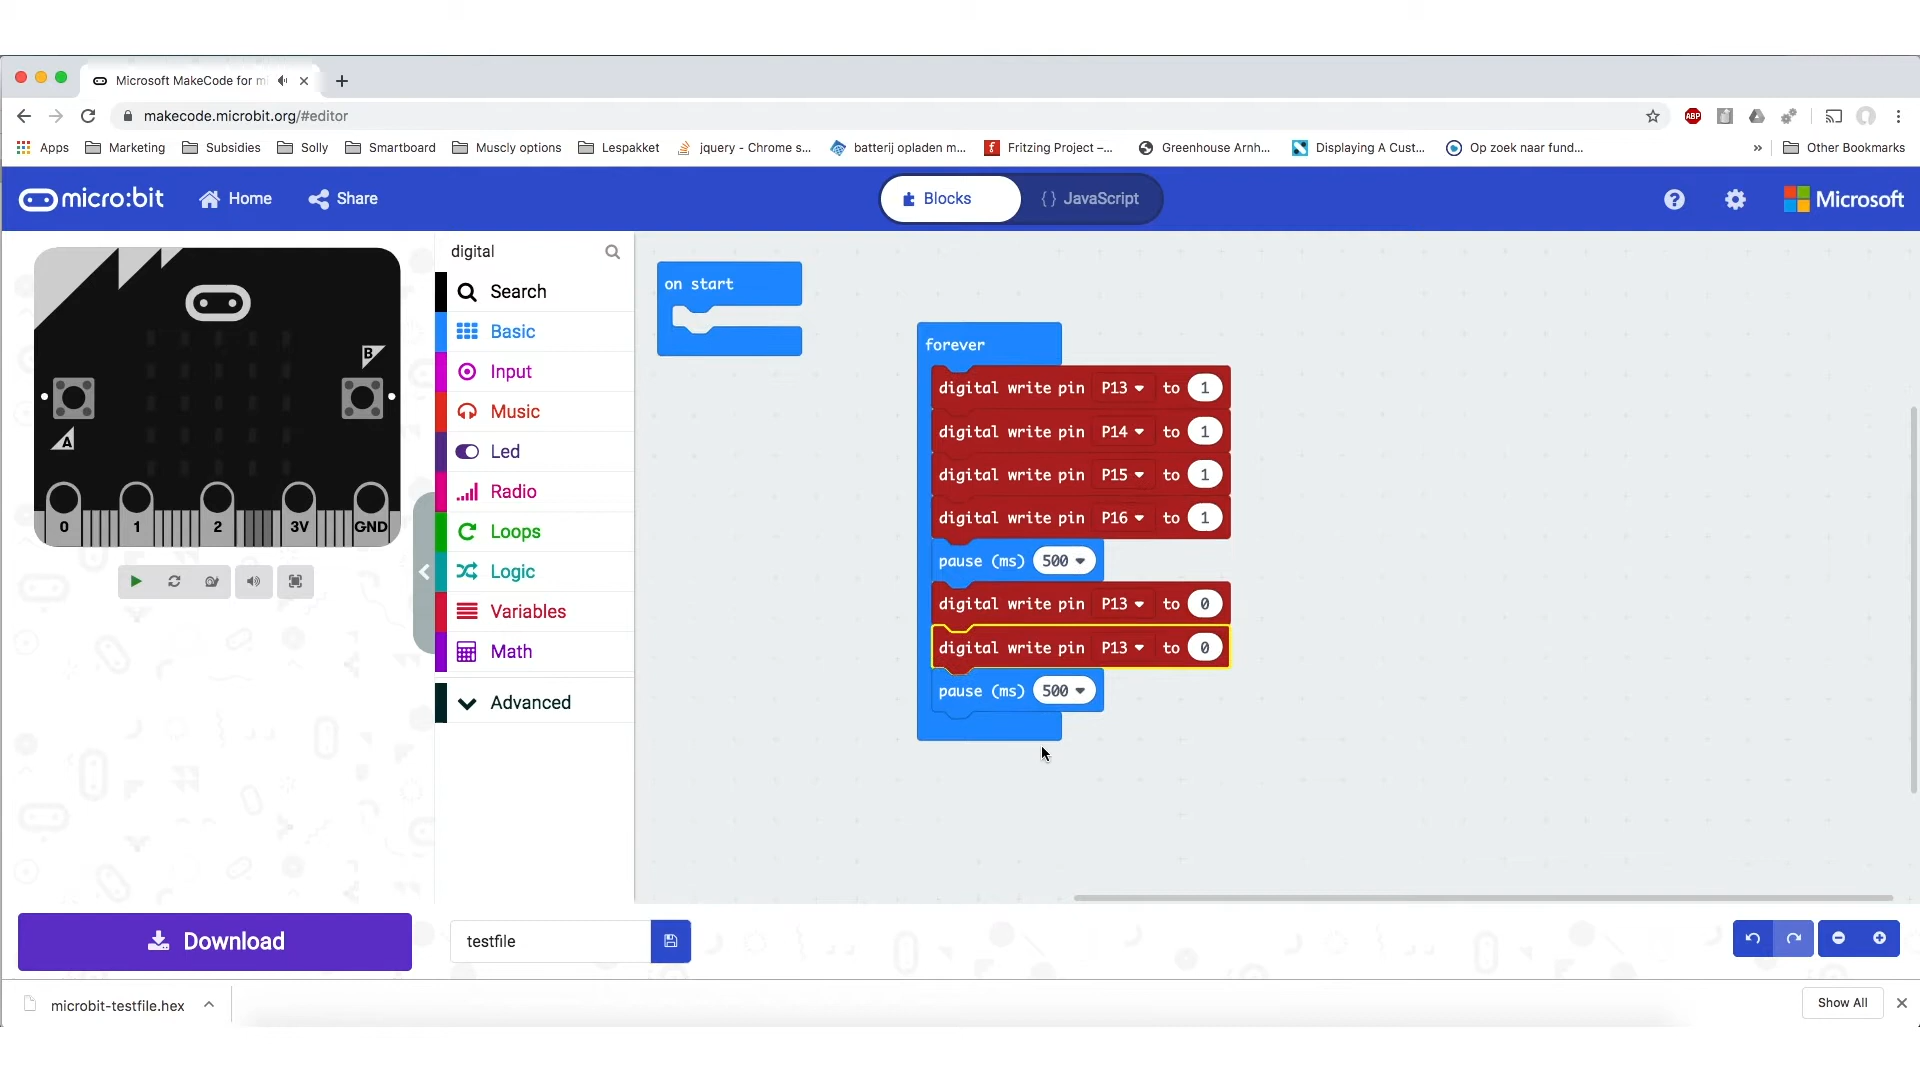 Microsoft MakeCode for mi
makecode.microbit.org/#editor
ABP
Apps
Marketing
Subsidies
Solly
Smartboard
Muscly options
Lespakket
jquery - Chrome s...
batterij opladen m...
Fritzing Project –...
Greenhouse Arnh...
Displaying A Cust...
Op zoek naar fund...
»
Other Bookmarks
micro:bit
Home
Share
Blocks
{ } JavaScript
?
Microsoft
B
A
0
1
2
3V
GND
digital
Search
Basic
Input
Music
Led
Radio
Loops
Logic
Variables
Math
Advanced
on start
forever
digital write pin P13 to 1
digital write pin P14 to 1
digital write pin P15 to 1
digital write pin P16 to 1
pause (ms) 500
digital write pin P13 to 0
digital write pin P13 to 0
pause (ms) 500
Download
testfile
microbit-testfile.hex
Show All